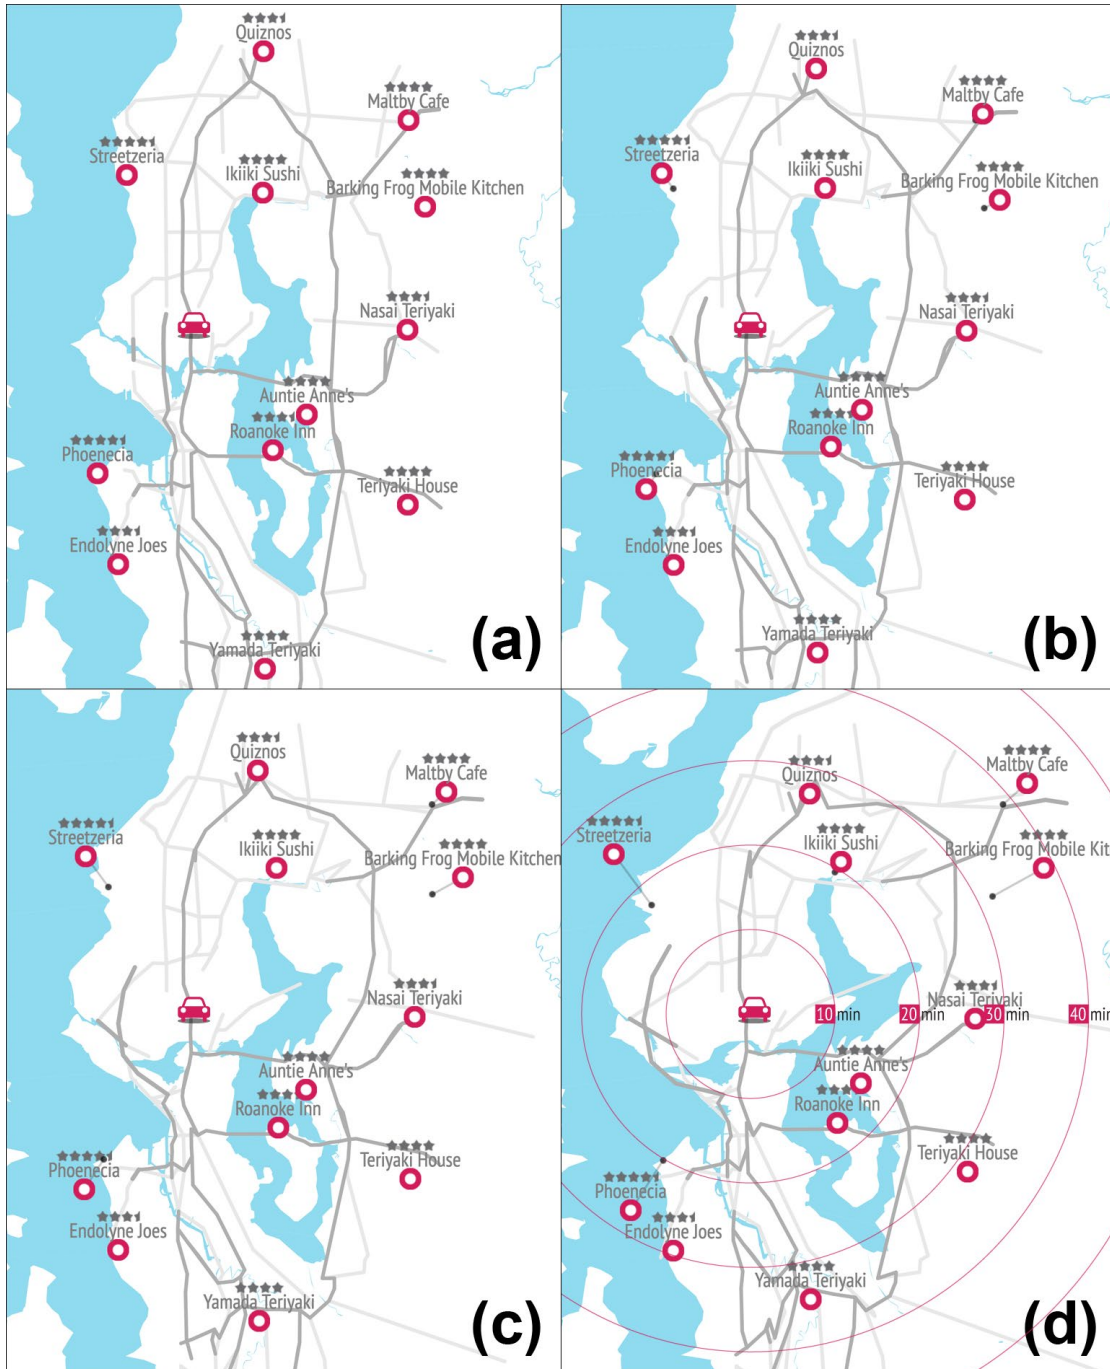 Quiznos
Maltby Cafe
Streetzeria
Ikiiki Sushi
Barking Frog Mobile Kitchen
Nasai Teriyaki
Auntie Anne's
Roanoke Inn
Phoenecia
Teriyaki House
Endolyne Joes
Yamada Teriyaki
(a)
Quiznos
Maltby Cafe
Streetzeria
Ikiiki Sushi
Barking Frog Mobile Kitchen
Nasai Teriyaki
Auntie Anne's
Roanoke Inn
Phoenecia
Teriyaki House
Endolyne Joes
Yamada Teriyaki
(b)
Quiznos
Maltby Cafe
Streetzeria
Ikiiki Sushi
Barking Frog Mobile Kitchen
Nasai Teriyaki
Auntie Anne's
Roanoke Inn
Phoenecia
Teriyaki House
Endolyne Joes
Yamada Teriyaki
(c)
Quiznos
Maltby Cafe
Streetzeria
Ikiiki Sushi
Barking Frog Mobile Kit
Nasai Teriyaki
10 min 20 min 30 min 40 min
Auntie Anne's
Roanoke Inn
Teriyaki House
Phoenecia
Endolyne Joes
Yamada Teriyaki
(d)